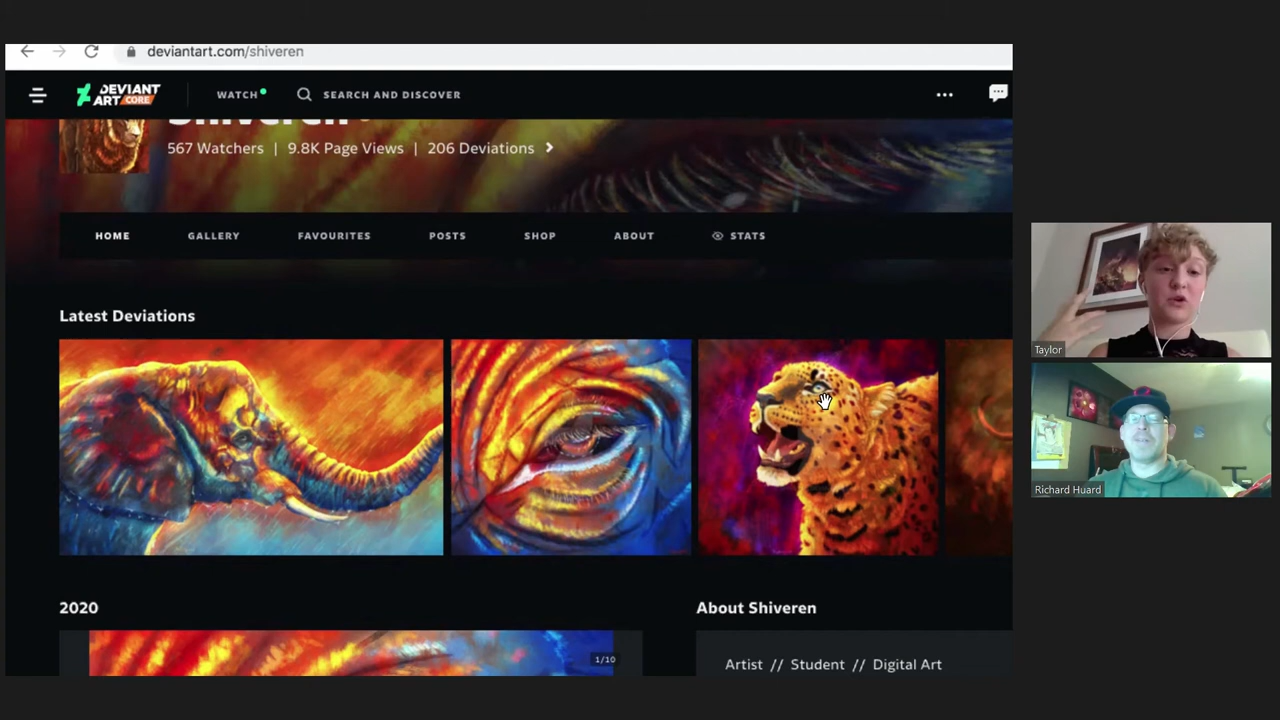 deviantart.com/shiveren
DEVIANT ART CORE
WATCH
SEARCH AND DISCOVER
Shiveren
567 Watchers | 9.8K Page Views | 206 Deviations
HOME
GALLERY
FAVOURITES
POSTS
SHOP
ABOUT
STATS
Latest Deviations
Taylor
Richard Huard
2020
About Shiveren
1/10
Artist // Student // Digital Art